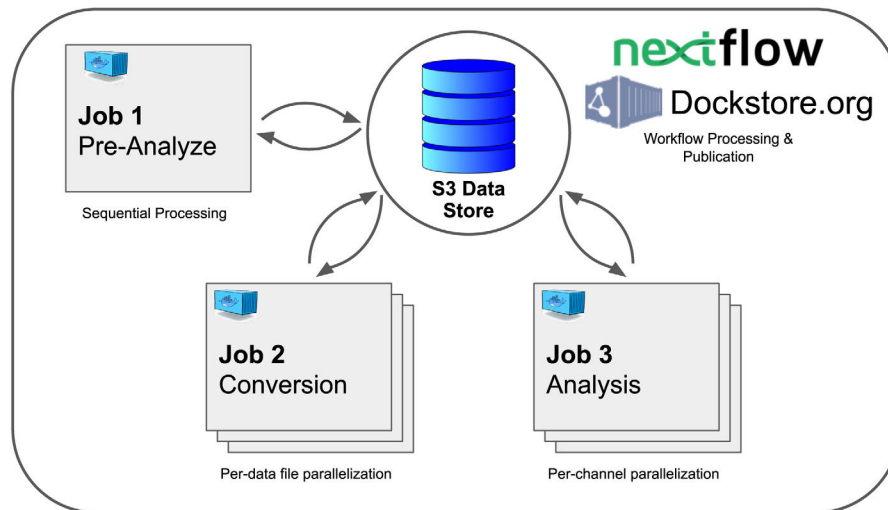 nextflow
Dockstore.org
Workflow Processing &
Publication
Job 1
Pre-Analyze
Sequential Processing
S3 Data
Store
Job 2
Conversion
Per-data file parallelization
Job 3
Analysis
Per-channel parallelization